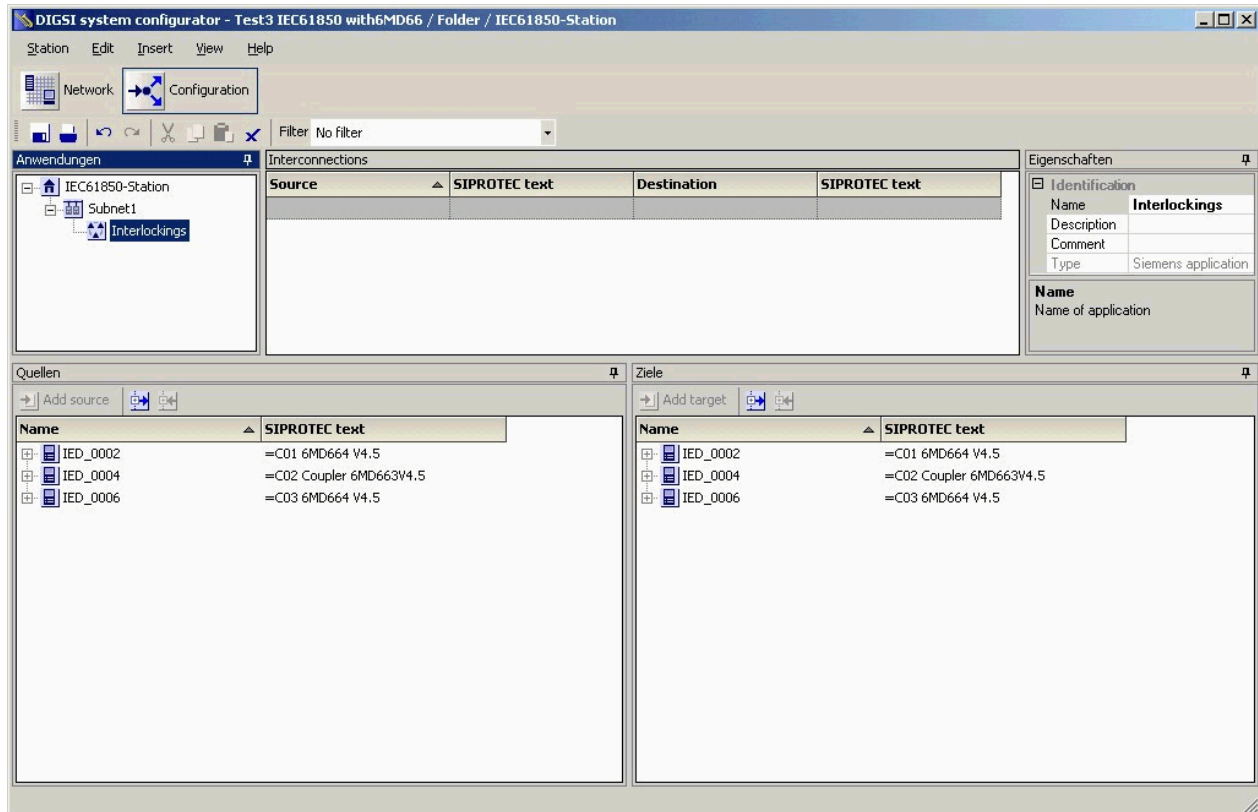 DIGSI system configurator - Test3 IEC61850 with6MD66 / Folder / IEC61850-Station
Station Edit Insert View Help
Network Configuration
Filter No filter
Anwendungen
IEC61850-Station
Subnet1
Interlockings
Interconnections
Source SIPROTEC text Destination SIPROTEC text
Eigenschaften
Identification
Name Interlockings
Description
Comment
Type Siemens application
Name
Name of application
Quellen
Add source
Name SIPROTEC text
IED_0002 =C01 6MD664 V4.5
IED_0004 =C02 Coupler 6MD663V4.5
IED_0006 =C03 6MD664 V4.5
Ziele
Add target
Name SIPROTEC text
IED_0002 =C01 6MD664 V4.5
IED_0004 =C02 Coupler 6MD663V4.5
IED_0006 =C03 6MD664 V4.5